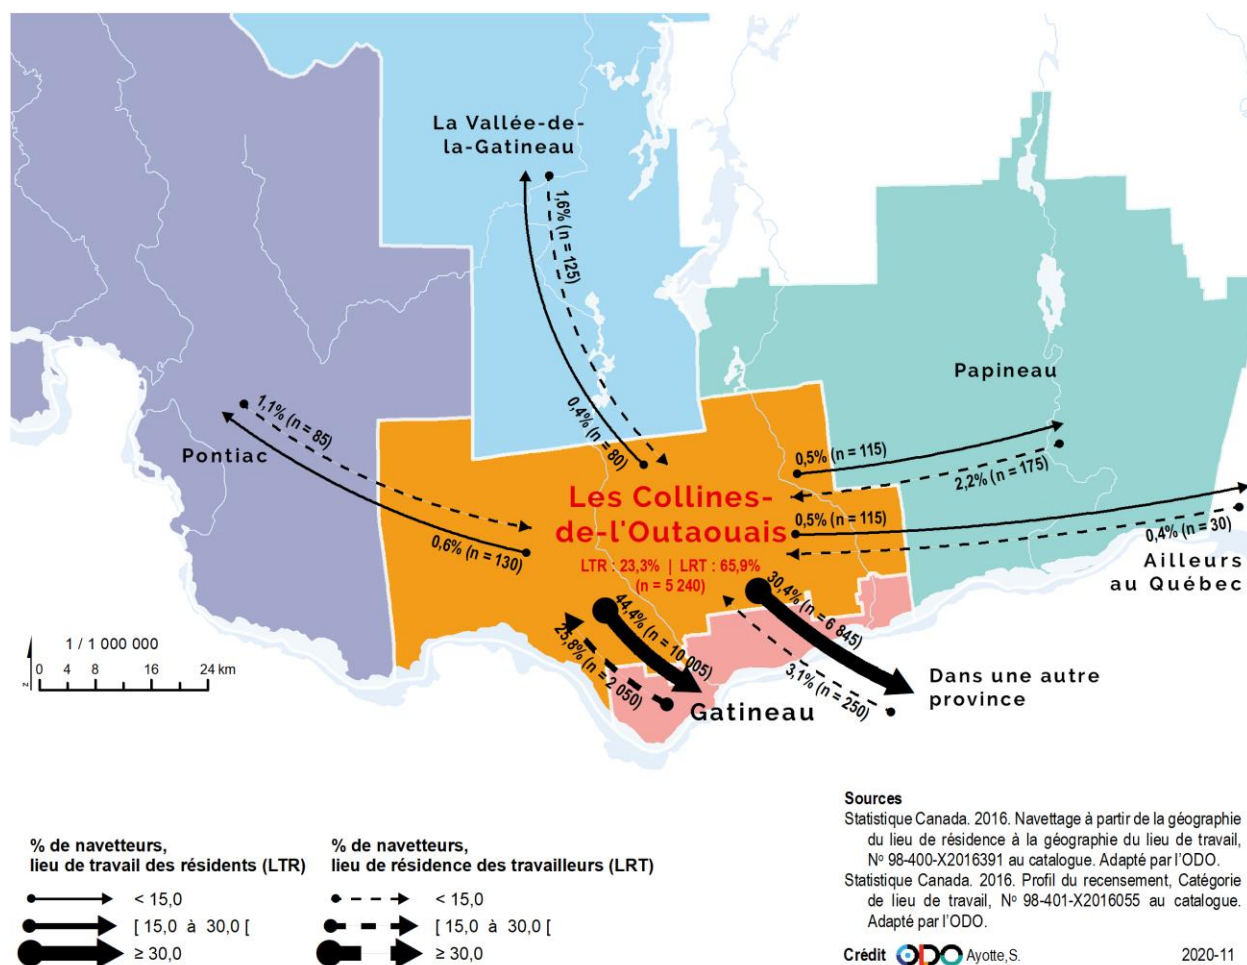 La Vallée-de-
la-Gatineau
1,6% (n = 125)
0,4% (n = 80)
Papineau
1,1% (n = 85)
Pontiac
0,6% (n = 130)
0,5% (n = 115)
2,2% (n = 175)
Les Collines-
de-l'Outaouais
LTR : 23,3% | LRT : 65,9%
(n = 5 240)
0,5% (n = 115)
0,4% (n = 30)
Ailleurs
au Québec
44,4% (n = 10 005)
25,8% (n = 2 050)
30,4% (n = 6 845)
3,1% (n = 250)
Dans une autre
province
Gatineau
1 / 1 000 000
z
0 4 8 16 24 km
% de navetteurs,
lieu de travail des résidents (LTR)
< 15,0
[ 15,0 à 30,0 [
≥ 30,0
% de navetteurs,
lieu de résidence des travailleurs (LRT)
< 15,0
[ 15,0 à 30,0 [
≥ 30,0
Sources
Statistique Canada. 2016. Navettage à partir de la géographie
du lieu de résidence à la géographie du lieu de travail,
Nº 98-400-X2016391 au catalogue. Adapté par l'ODO.
Statistique Canada. 2016. Profil du recensement, Catégorie
de lieu de travail, Nº 98-401-X2016055 au catalogue.
Adapté par l'ODO.
Crédit ODO Ayotte,S. 2020-11